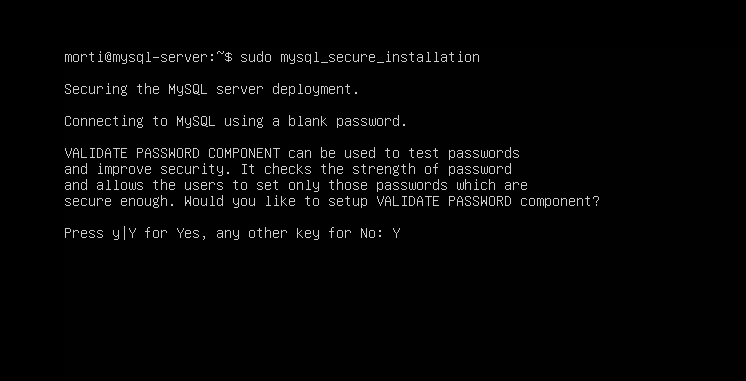 morti@mysql-server:~$ sudo mysql_secure_installation
Securing the MySQL server deployment.
Connecting to MySQL using a blank password.
VALIDATE PASSWORD COMPONENT can be used to test passwords
and improve security. It checks the strength of password
and allows the users to set only those passwords which are
secure enough. Would you like to setup VALIDATE PASSWORD component?
Press y|Y for Yes, any other key for No: Y